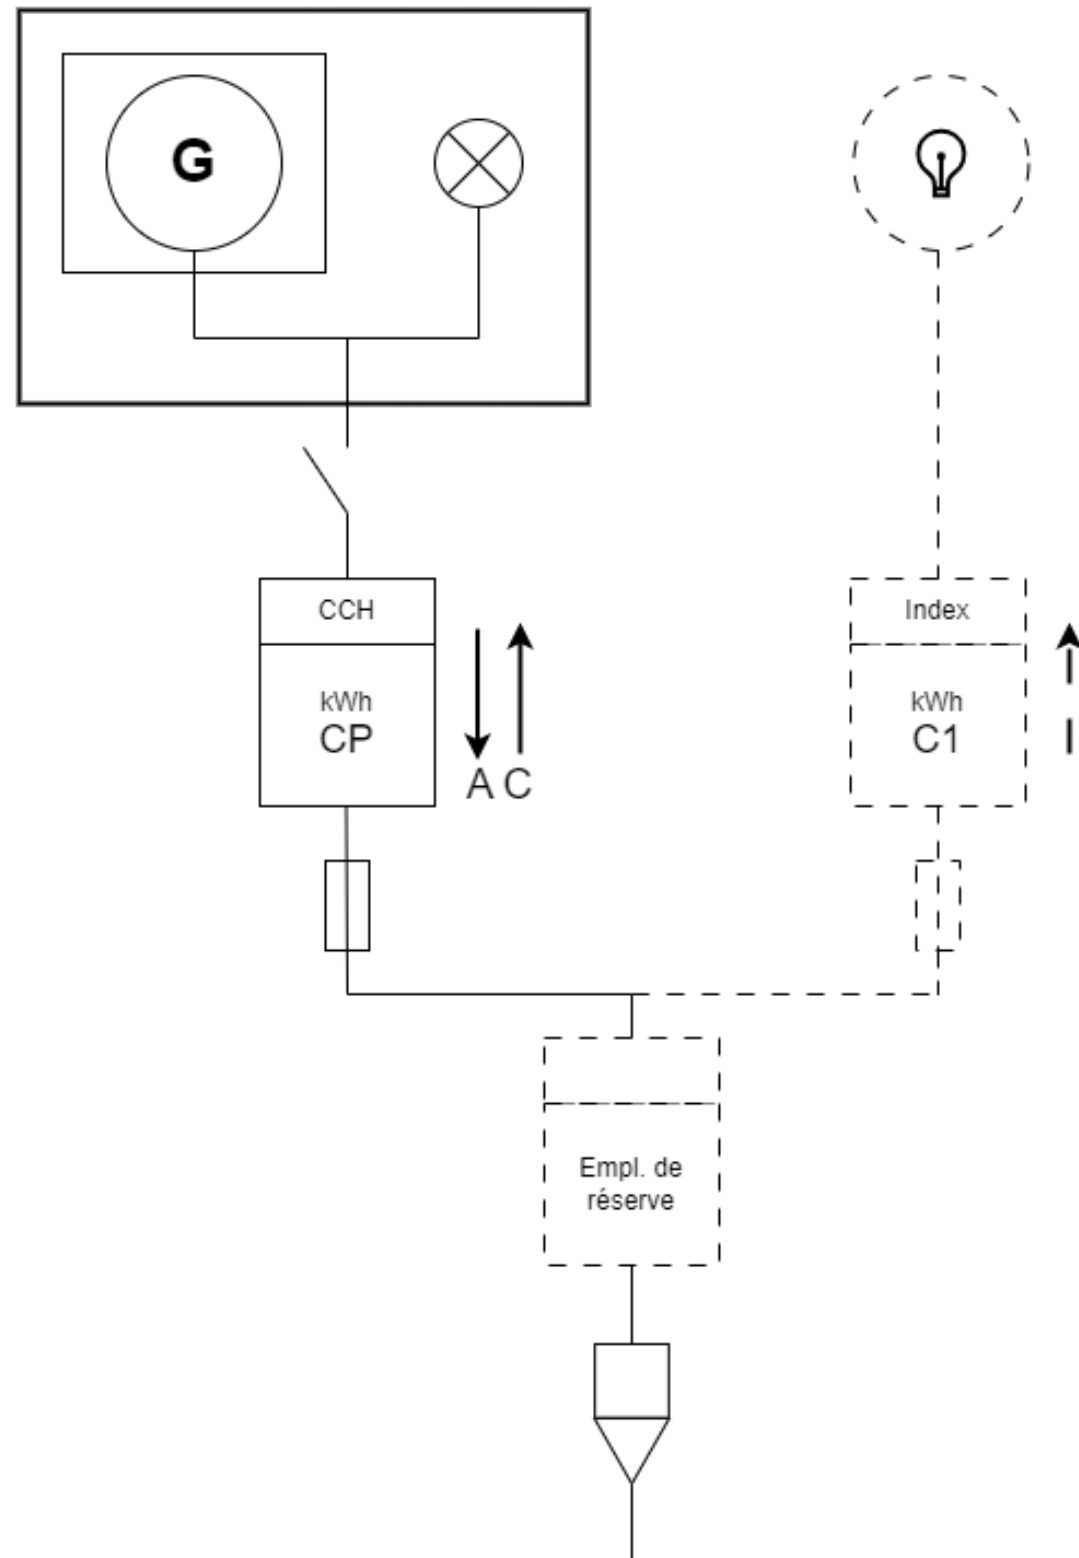 G
CCH
kWh
CP
A C
Index
kWh
C1
Empl. de
réserve